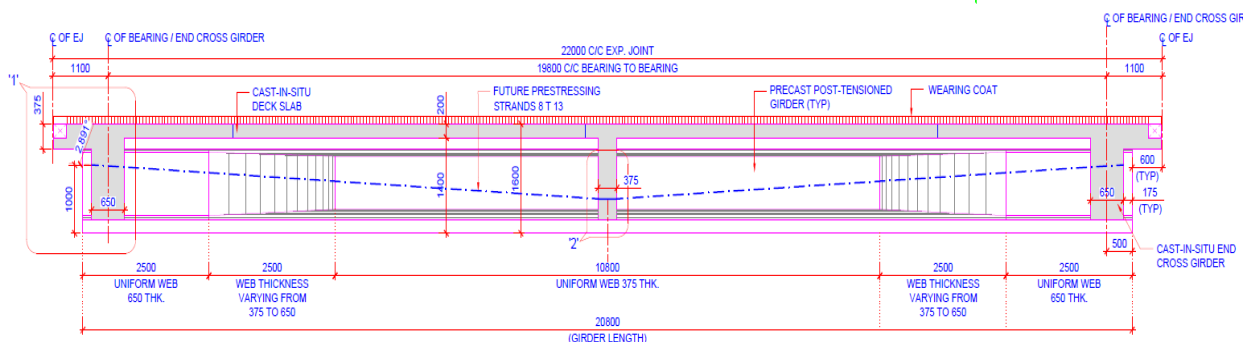 ℄ OF EJ
℄ OF BEARING / END CROSS GIRDER
℄ OF BEARING / END CROSS GIR
℄ OF EJ
22000 C/C EXP. JOINT
1100
19800 C/C BEARING TO BEARING
1100
'1'
375
CAST-IN-SITU
DECK SLAB
200
FUTURE PRESTRESSING
STRANDS 8 T 13
PRECAST POST-TENSIONED
GIRDER (TYP)
WEARING COAT
2.891°
1000
650
1400
1600
375
650
600
(TYP)
175
(TYP)
'2'
500
CAST-IN-SITU END
CROSS GIRDER
2500
UNIFORM WEB
650 THK.
2500
WEB THICKNESS
VARYING FROM
375 TO 650
10800
UNIFORM WEB 375 THK.
2500
WEB THICKNESS
VARYING FROM
375 TO 650
2500
UNIFORM WEB
650 THK.
20800
(GIRDER LENGTH)